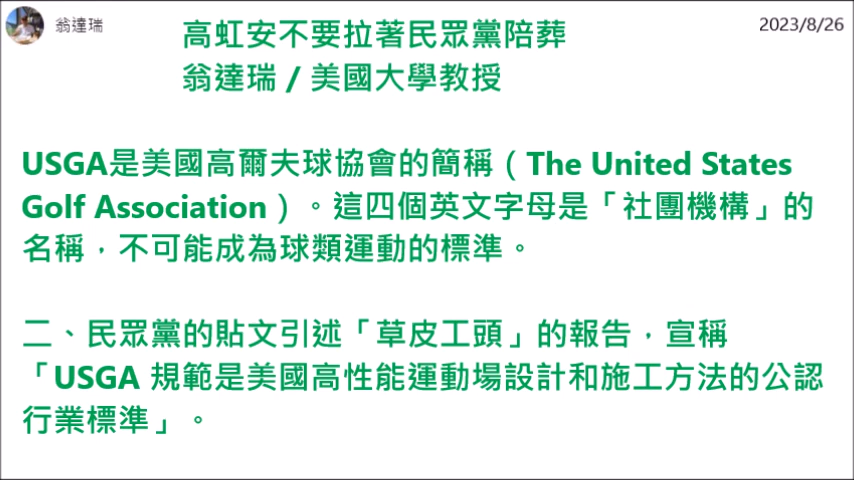 翁達瑞
2023/8/26
高虹安不要拉著民眾黨陪葬
翁達瑞 / 美國大學教授
USGA是美國高爾夫球協會的簡稱（The United States
Golf Association）。這四個英文字母是「社團機構」的
名稱，不可能成為球類運動的標準。
二、民眾黨的貼文引述「草皮工頭」的報告，宣稱
「USGA 規範是美國高性能運動場設計和施工方法的公認
行業標準」。